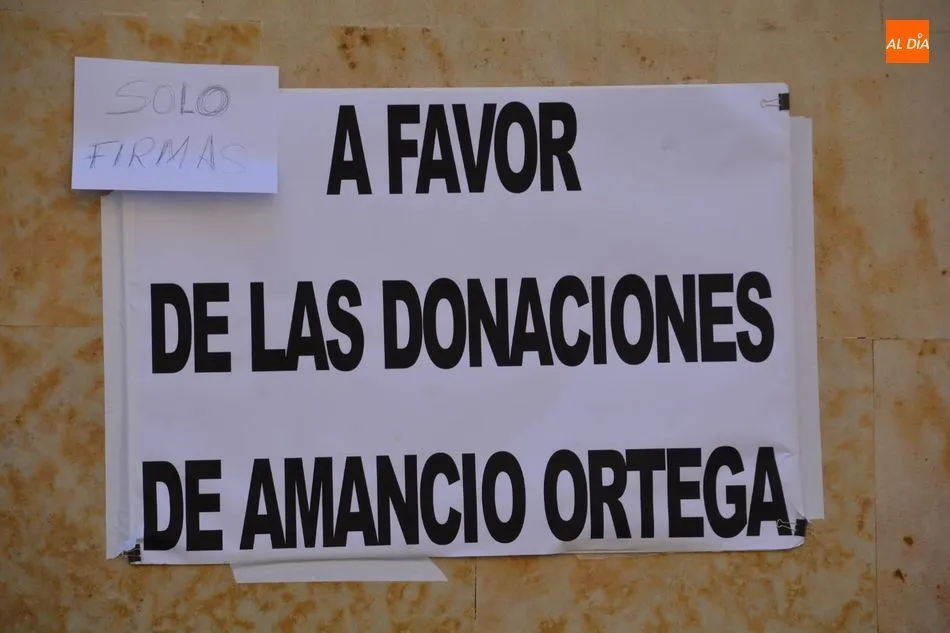 AL DÍA
SOLO
FIRMAS
A FAVOR
DE LAS DONACIONES
DE AMANCIO ORTEGA